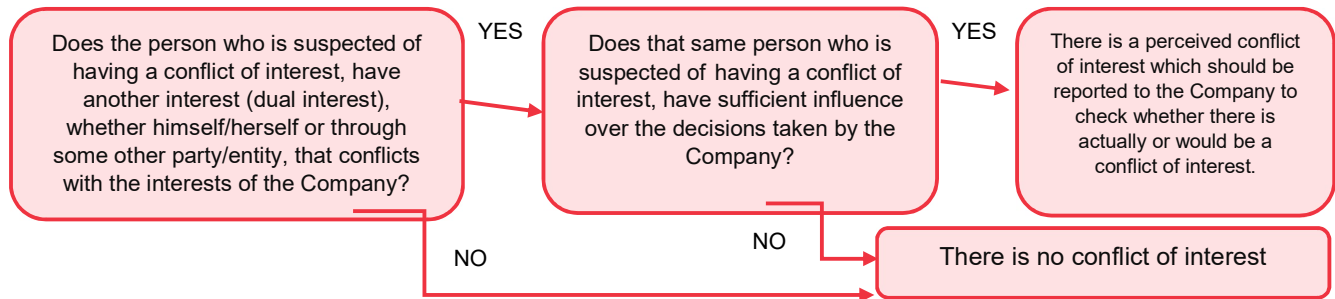 Does the person who is suspected of
having a conflict of interest, have
another interest (dual interest),
whether himself/herself or through
some other party/entity, that conflicts
with the interests of the Company?
YES
Does that same person who is
suspected of having a conflict of
interest, have sufficient influence
over the decisions taken by the
Company?
YES
There is a perceived conflict
of interest which should be
reported to the Company to
check whether there is
actually or would be a
conflict of interest.
NO
NO
There is no conflict of interest